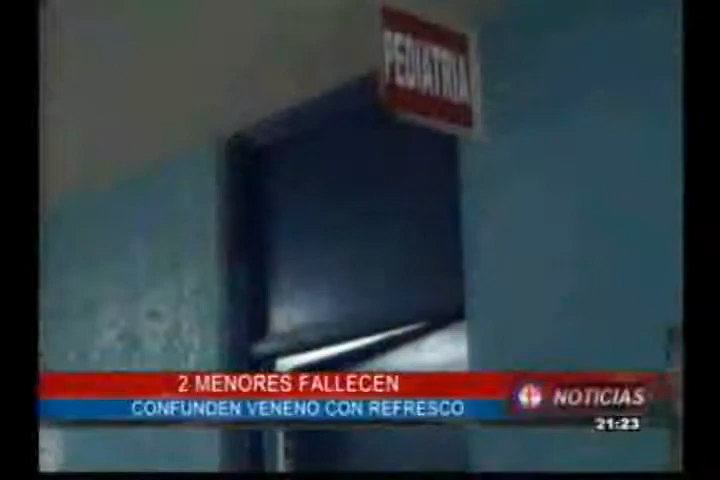 PEDIATRIA
2 MENORES FALLECEN
CONFUNDEN VENENO CON REFRESCO
NOTICIAS
21:23